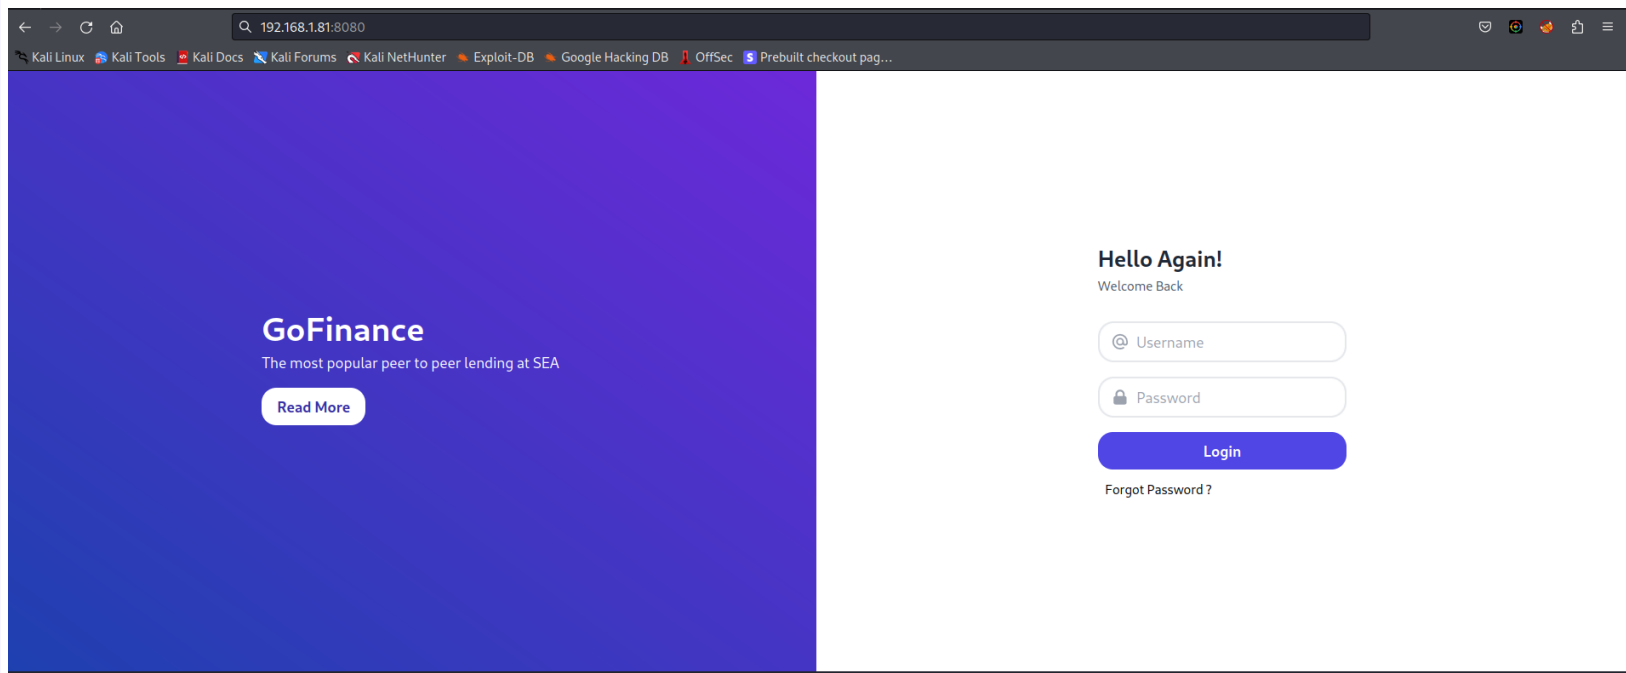 192.168.1.81:8080
Kali Linux Kali Tools Kali Docs Kali Forums Kali NetHunter Exploit-DB Google Hacking DB OffSec Prebuilt checkout pag…
GoFinance
The most popular peer to peer lending at SEA
Read More
Hello Again!
Welcome Back
Username
Password
Login
Forgot Password ?